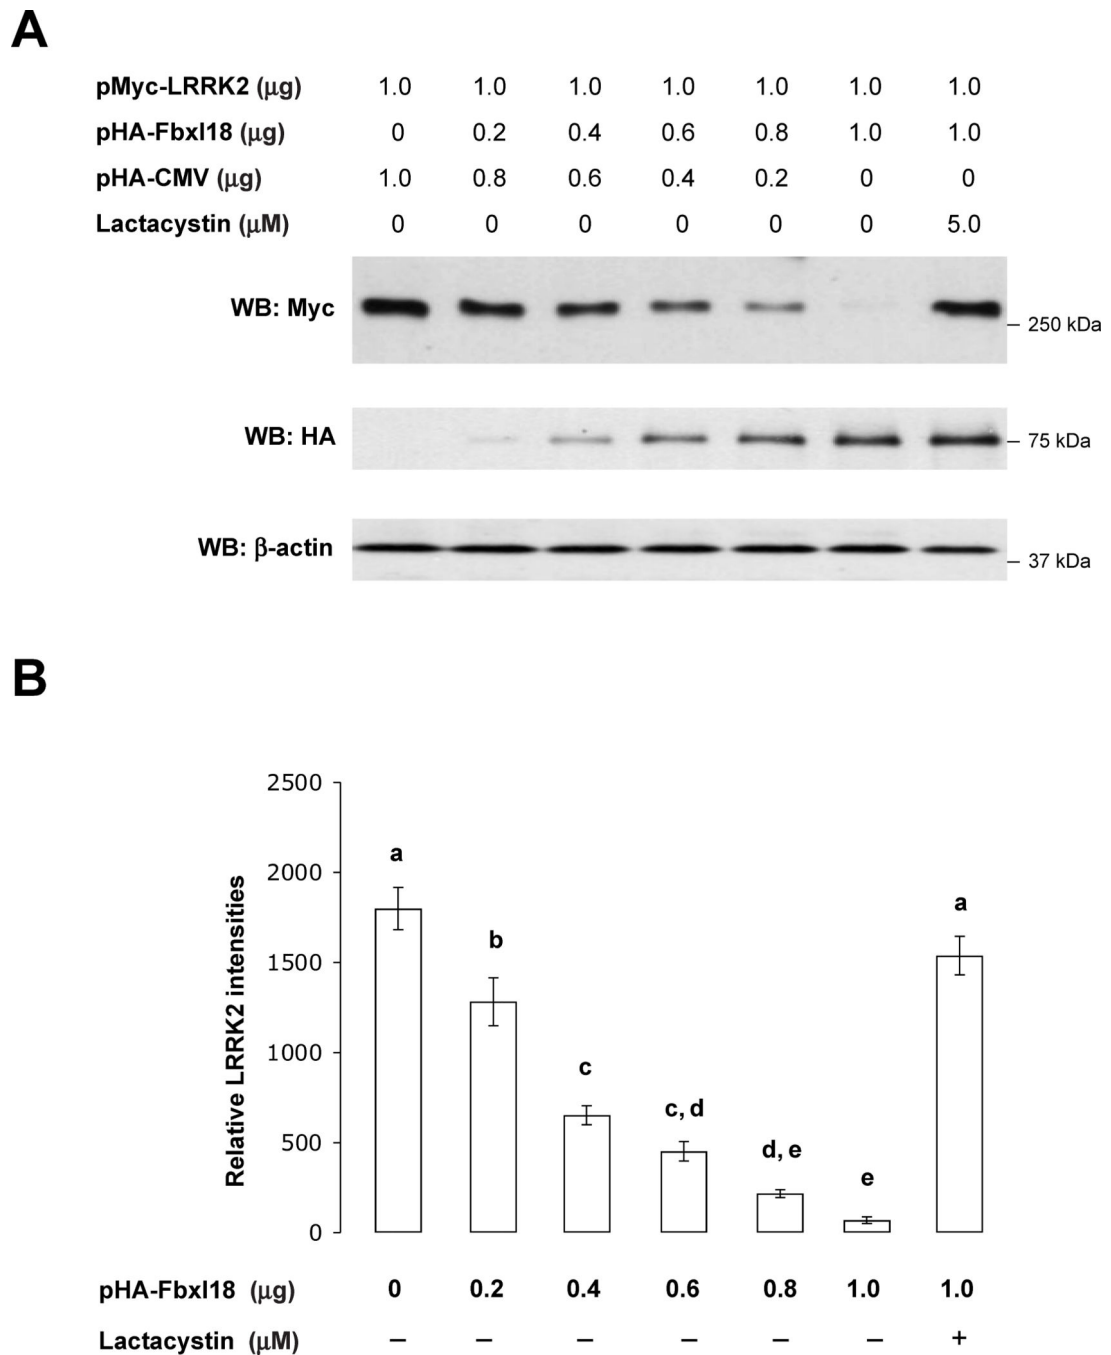 A
pMyc-LRRK2 (μg) 1.0 1.0 1.0 1.0 1.0 1.0 1.0
pHA-Fbxl18 (μg) 0 0.2 0.4 0.6 0.8 1.0 1.0
pHA-CMV (μg) 1.0 0.8 0.6 0.4 0.2 0 0
Lactacystin (μM) 0 0 0 0 0 0 5.0
WB: Myc
250 kDa
WB: HA
75 kDa
WB: β-actin
37 kDa
B
Relative LRRK2 intensities
2500
2000
1500
1000
500
0
a
b
c
c, d
d, e
e
a
pHA-Fbxl18 (μg) 0 0.2 0.4 0.6 0.8 1.0 1.0
Lactacystin (μM) – – – – – – +